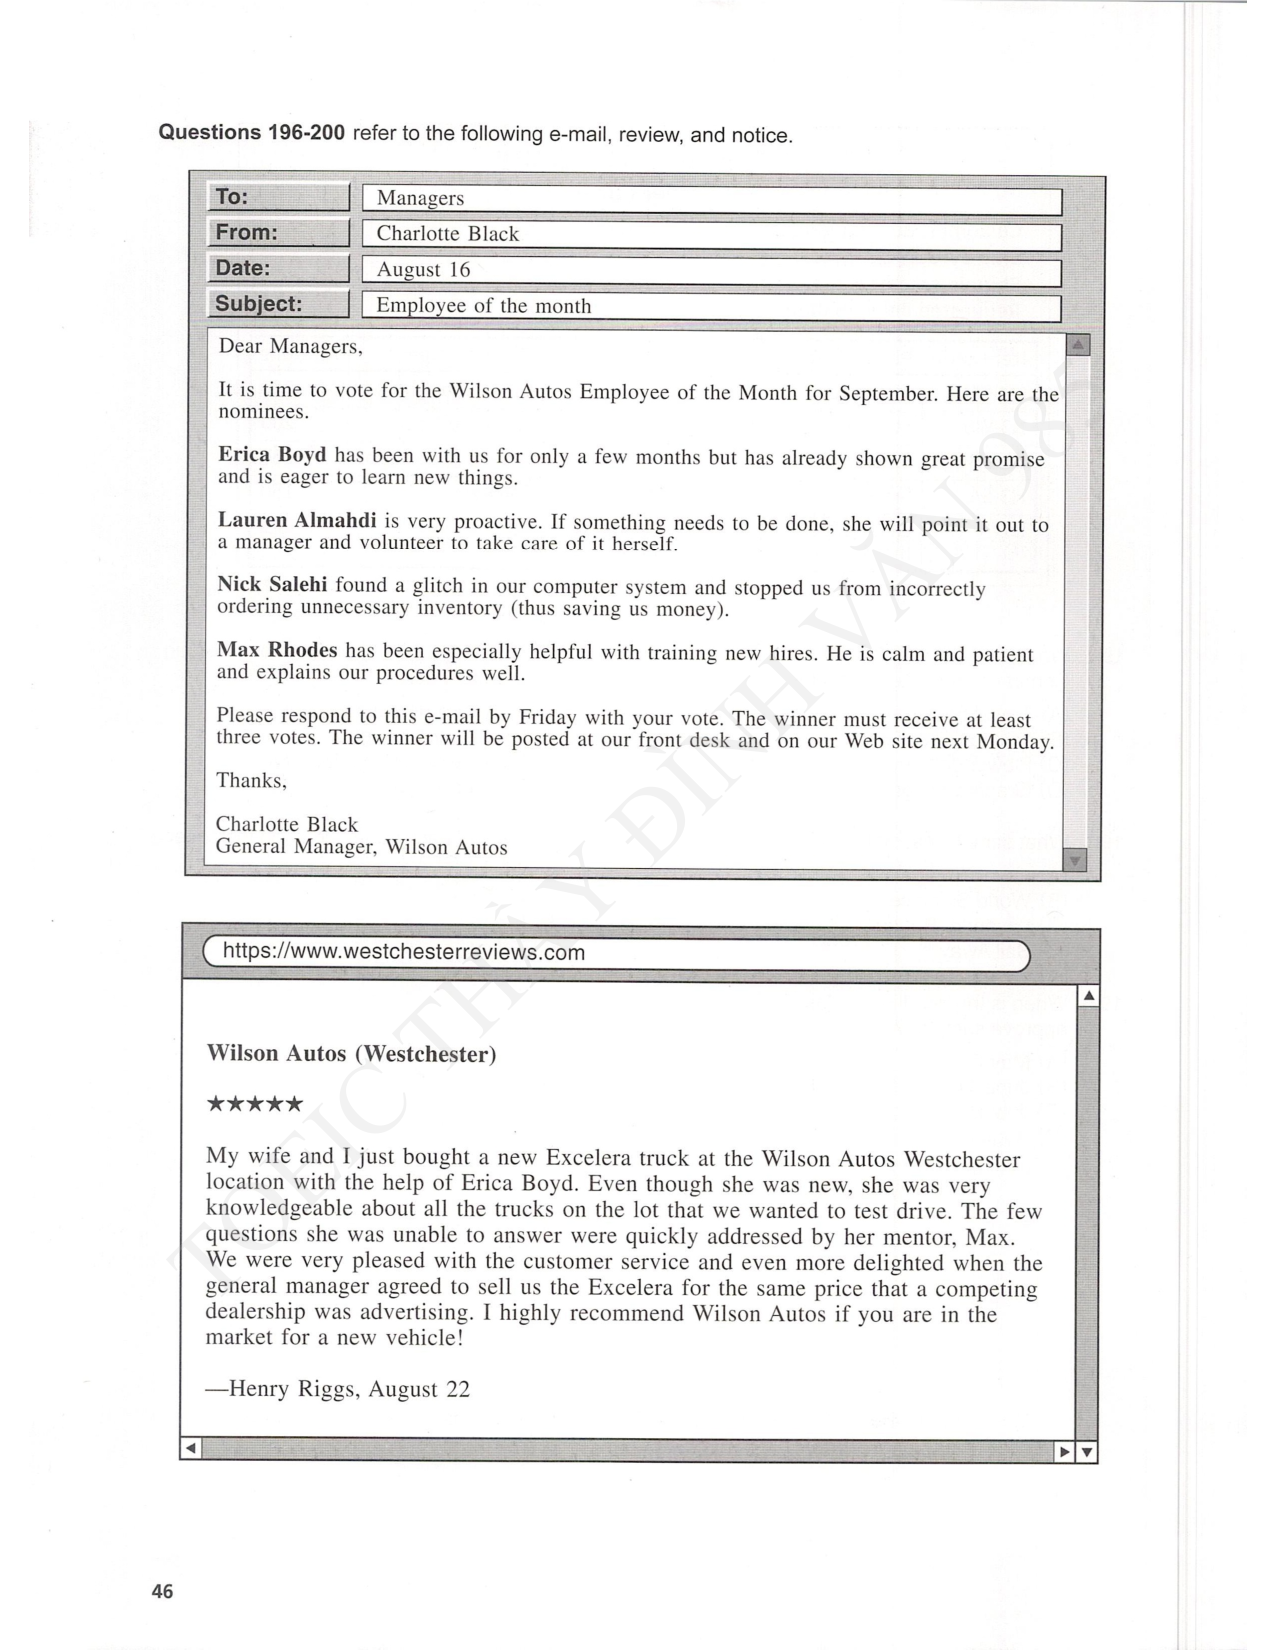 Questions 196-200 refer to the following e-mail, review, and notice.
To: Managers
From: Charlotte Black
Date: August 16
Subject: Employee of the month
Dear Managers,
It is time to vote for the Wilson Autos Employee of the Month for September. Here are the
nominees.
Erica Boyd has been with us for only a few months but has already shown great promise
and is eager to learn new things.
Lauren Almahdi is very proactive. If something needs to be done, she will point it out to
a manager and volunteer to take care of it herself.
Nick Salehi found a glitch in our computer system and stopped us from incorrectly
ordering unnecessary inventory (thus saving us money).
Max Rhodes has been especially helpful with training new hires. He is calm and patient
and explains our procedures well.
Please respond to this e-mail by Friday with your vote. The winner must receive at least
three votes. The winner will be posted at our front desk and on our Web site next Monday.
Thanks,
Charlotte Black
General Manager, Wilson Autos
https://www.westchesterreviews.com
Wilson Autos (Westchester)
★★★★★
My wife and I just bought a new Excelera truck at the Wilson Autos Westchester
location with the help of Erica Boyd. Even though she was new, she was very
knowledgeable about all the trucks on the lot that we wanted to test drive. The few
questions she was unable to answer were quickly addressed by her mentor, Max.
We were very pleased with the customer service and even more delighted when the
general manager agreed to sell us the Excelera for the same price that a competing
dealership was advertising. I highly recommend Wilson Autos if you are in the
market for a new vehicle!
—Henry Riggs, August 22
46
TOEIC THẦY ĐÌNH VĂN 98